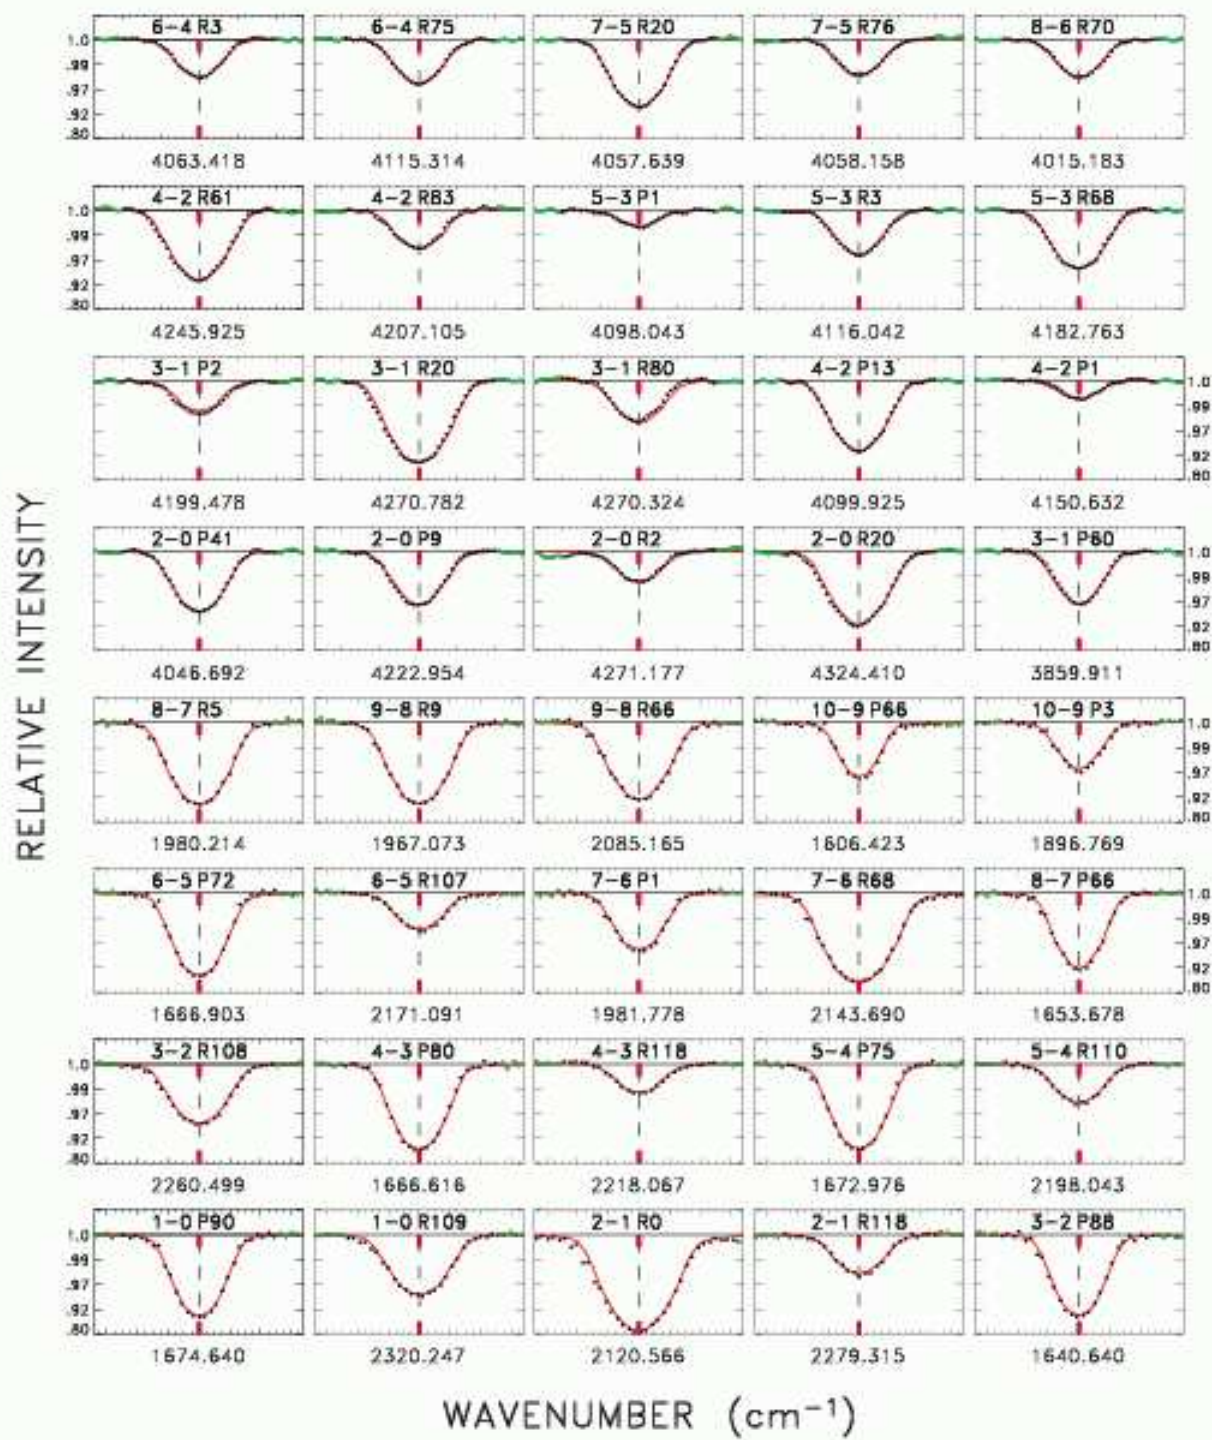 6-4 R3 6-4 R75 7-5 R20 7-5 R76 8-6 R70
1.0
.99
.97
.92
.80
4063.418 4115.314 4057.639 4058.158 4015.183
4-2 R61 4-2 R83 5-3 P1 5-3 R3 5-3 R68
1.0
.99
.97
.92
.80
4245.925 4207.105 4098.043 4116.042 4182.763
3-1 P2 3-1 R20 3-1 R80 4-2 P13 4-2 P1
1.0
.99
.97
.92
.80
4199.478 4270.782 4270.324 4099.925 4150.632
2-0 P41 2-0 P9 2-0 R2 2-0 R20 3-1 P60
1.0
.99
.97
.92
.80
4046.692 4222.954 4271.177 4324.410 3859.911
8-7 R5 9-8 R9 9-8 R66 10-9 P66 10-9 P3
1.0
.99
.97
.92
.80
1980.214 1967.073 2085.165 1606.423 1896.769
6-5 P72 6-5 R107 7-6 P1 7-6 R68 8-7 P66
1.0
.99
.97
.92
.80
1666.903 2171.091 1981.778 2143.690 1653.678
3-2 R108 4-3 P80 4-3 R118 5-4 P75 5-4 R110
1.0
.99
.97
.92
.80
2260.499 1666.616 2218.067 1672.976 2198.043
1-0 P90 1-0 R109 2-1 R0 2-1 R118 3-2 P88
1.0
.99
.97
.92
.80
1674.640 2320.247 2120.566 2279.315 1640.640
RELATIVE INTENSITY
WAVENUMBER (cm⁻¹)